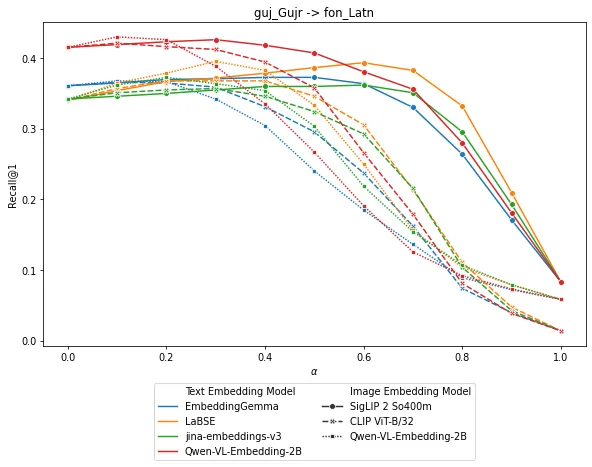 guj_Gujr -> fon_Latn
Recall@1
0.4
0.3
0.2
0.1
0.0
0.0 0.2 0.4 0.6 0.8 1.0
α
Text Embedding Model Image Embedding Model
EmbeddingGemma SigLIP 2 So400m
LaBSE CLIP ViT-B/32
jina-embeddings-v3 Qwen-VL-Embedding-2B
Qwen-VL-Embedding-2B